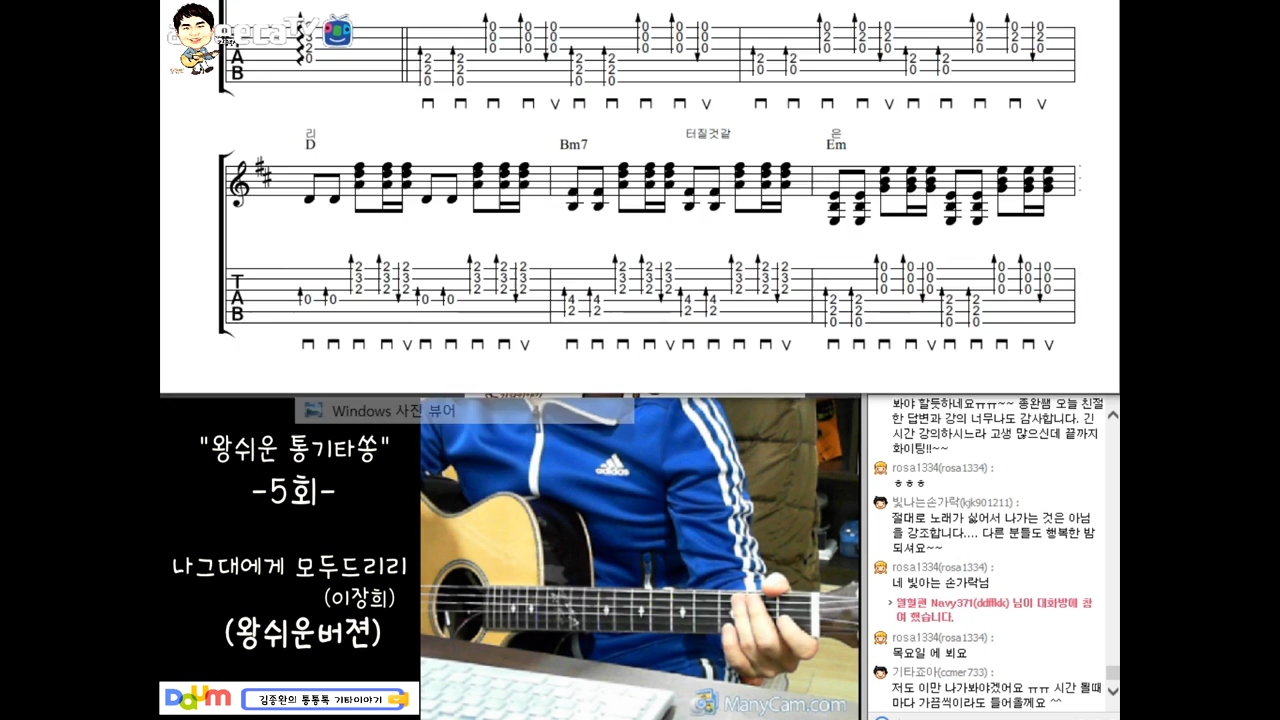 afreecaTV
리
D
Bm7
터질것같
은
Em
T
A
B
Windows 사진 뷰어
"왕쉬운 통기타쏭"
-5회-
나그대에게 모두드리리
(이장희)
(왕쉬운버젼)
Daum
김종완의 통통톡 기타이야기
adidas
ManyCam.com
봐야 할듯하네요ㅠㅠ~~ 종완쌤 오늘 친절
한 답변과 강의 너무나도 감사합니다. 긴
시간 강의하시느라 고생 많으신데 끝까지
화이팅!!~~
rosa1334(rosa1334) :
ㅎㅎㅎ
빛나는손가락(kjk901211) :
절대로 노래가 싫어서 나가는 것은 아님
을 강조합니다.... 다른 분들도 행복한 밤
되셔요~~
rosa1334(rosa1334) :
네 빛아는 손가락님
열혈팬 Navy371(ddffkk) 님이 대화방에 참
여 했습니다.
rosa1334(rosa1334) :
목요일 에 뵈요
기타죠아(ccmer733) :
저도 이만 나가봐야겠어요 ㅠㅠ 시간 될때
마다 가끔씩이라도 들어올께요 ^^